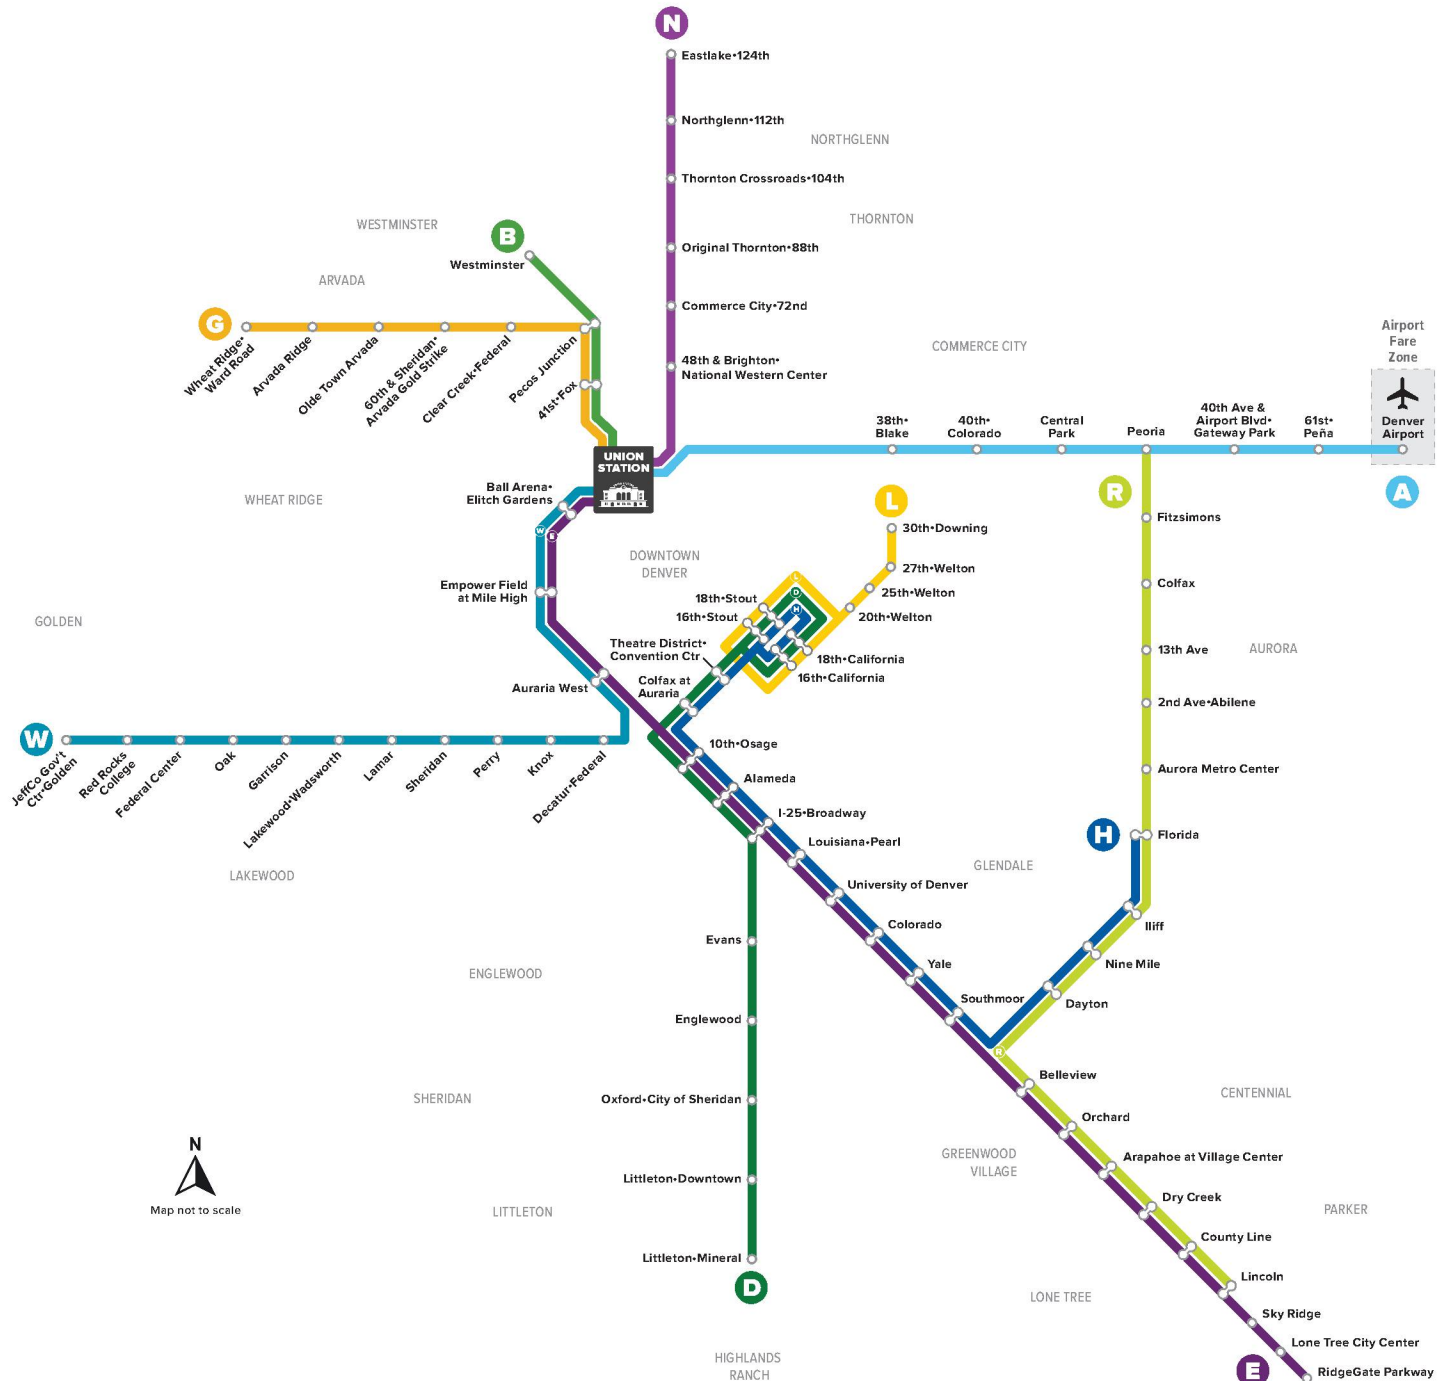 N
Eastlake•124th
Northglenn•112th
NORTHGLENN
Thornton Crossroads•104th
THORNTON
WESTMINSTER
B
Original Thornton•88th
Westminster
ARVADA
Commerce City•72nd
G
Wheat Ridge•
Ward Road
Arvada Ridge
Olde Town Arvada
60th & Sheridan•
Arvada Gold Strike
Clear Creek•Federal
Pecos Junction
41st•Fox
COMMERCE CITY
48th & Brighton•
National Western Center
Airport
Fare
Zone
38th•
Blake
40th•
Colorado
Central
Park
Peoria
40th Ave &
Airport Blvd•
Gateway Park
61st•
Peña
Denver
Airport
A
UNION
STATION
Ball Arena•
Elitch Gardens
WHEAT RIDGE
R
L
W
E
30th•Downing
Fitzsimons
DOWNTOWN
DENVER
27th•Welton
Colfax
Empower Field
at Mile High
25th•Welton
L
D
H
18th•Stout
16th•Stout
20th•Welton
GOLDEN
Theatre District•
Convention Ctr
18th•California
16th•California
13th Ave
AURORA
Colfax at
Auraria
Auraria West
2nd Ave•Abilene
W
JeffCo Gov't
Ctr•Golden
Red Rocks
College
Federal Center
Oak
Garrison
Lakewood•Wadsworth
Lamar
Sheridan
Perry
Knox
Decatur•Federal
10th•Osage
Alameda
Aurora Metro Center
I-25•Broadway
H
Florida
Louisiana•Pearl
GLENDALE
LAKEWOOD
University of Denver
Colorado
Iliff
Evans
Yale
Nine Mile
ENGLEWOOD
Southmoor
Dayton
Englewood
R
Belleview
SHERIDAN
Oxford•City of Sheridan
CENTENNIAL
Orchard
N
Map not to scale
GREENWOOD
VILLAGE
Arapahoe at Village Center
Littleton•Downtown
Dry Creek
LITTLETON
PARKER
County Line
Littleton•Mineral
Lincoln
D
LONE TREE
Sky Ridge
Lone Tree City Center
HIGHLANDS
RANCH
E
RidgeGate Parkway